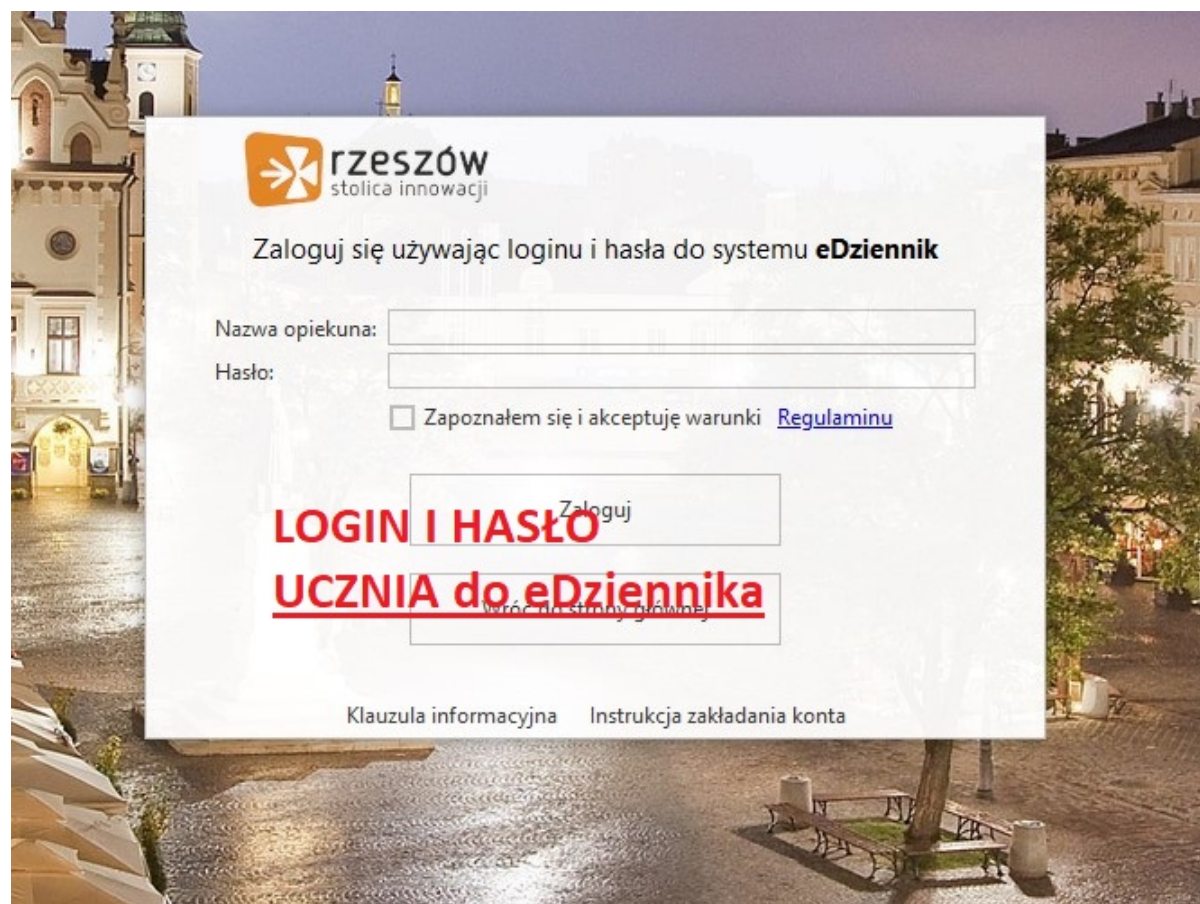 rzeszów
stolica innowacji
Zaloguj się używając loginu i hasła do systemu eDziennik
Nazwa opiekuna:
Hasło:
Zapoznałem się i akceptuję warunki Regulaminu
Zaloguj
LOGIN I HASŁO
UCZNIA do eDziennika
Wróć do strony głównej
Klauzula informacyjna Instrukcja zakładania konta